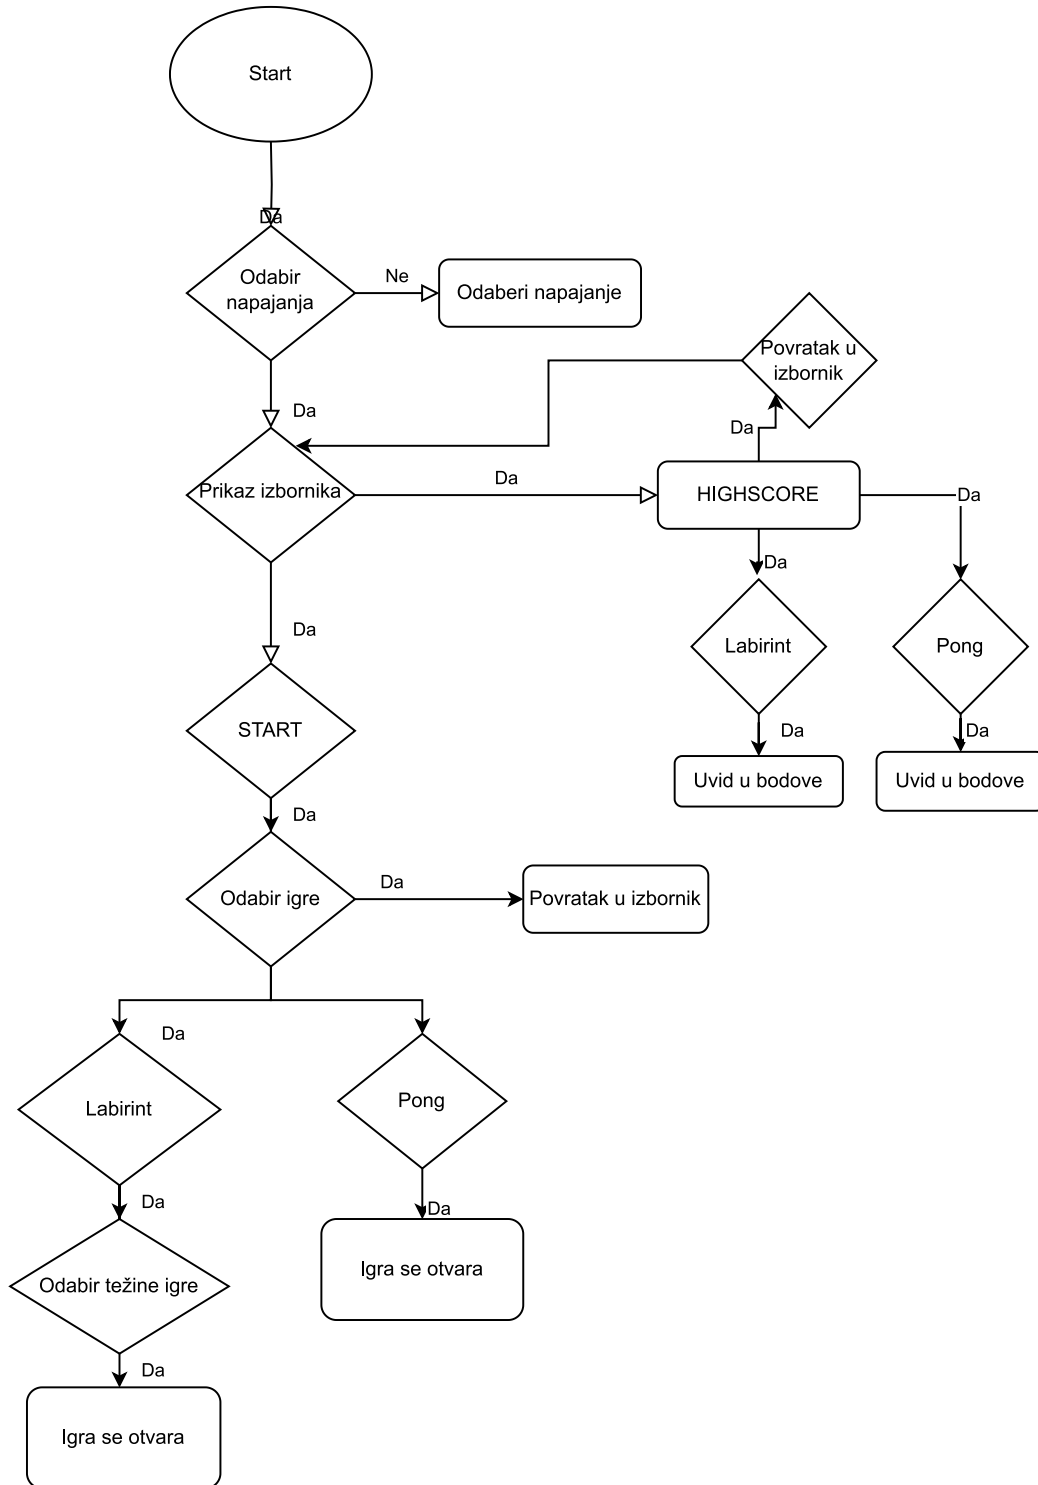 Start
Da
Odabir
napajanja
Ne
Odaberi napajanje
Povratak u
izbornik
Da
Da
Prikaz izbornika
Da
HIGHSCORE
Da
Da
Da
Labirint
Pong
START
Da
Da
Uvid u bodove
Uvid u bodove
Da
Odabir igre
Da
Povratak u izbornik
Da
Labirint
Pong
Da
Da
Odabir težine igre
Igra se otvara
Da
Igra se otvara